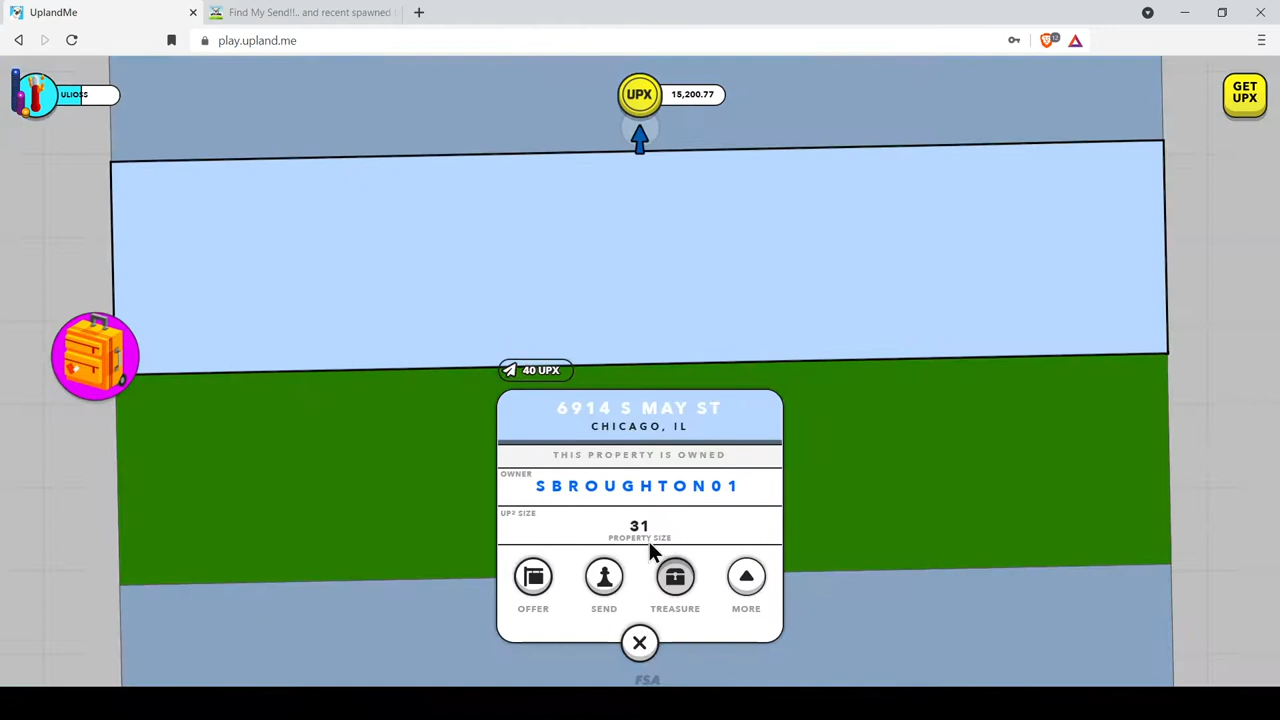 UplandMe
Find My Send!!.. and recent spawned
play.upland.me
12
ULIOSS
UPX
15,200.77
GET
UPX
40 UPX
6914 S MAY ST
CHICAGO, IL
THIS PROPERTY IS OWNED
OWNER
SBROUGHTON01
UP² SIZE
31
PROPERTY SIZE
OFFER
SEND
TREASURE
MORE
FSA